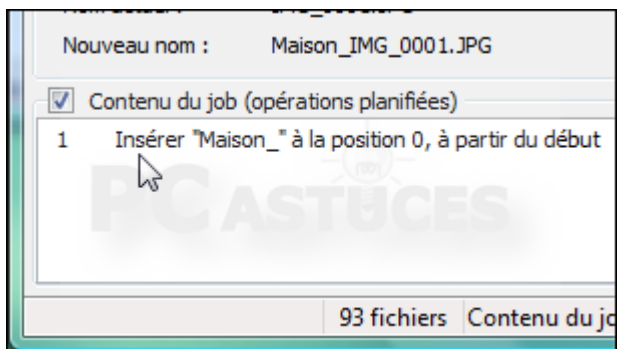 Nouveau nom : Maison_IMG_0001.JPG
Contenu du job (opérations planifiées)
1 Insérer "Maison_" à la position 0, à partir du début
PC ASTUCES
93 fichiers Contenu du